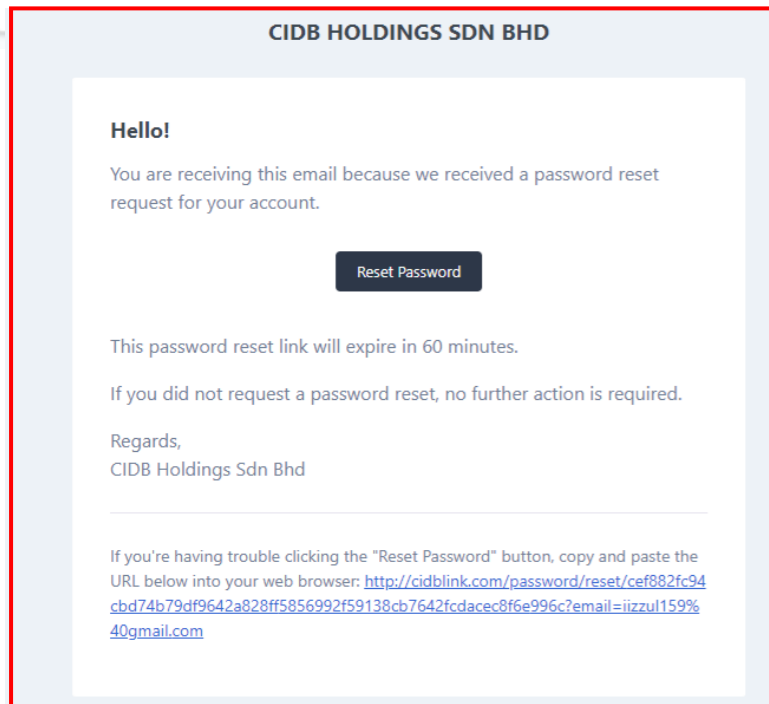 CIDB HOLDINGS SDN BHD
Hello!
You are receiving this email because we received a password reset
request for your account.
Reset Password
This password reset link will expire in 60 minutes.
If you did not request a password reset, no further action is required.
Regards,
CIDB Holdings Sdn Bhd
If you're having trouble clicking the "Reset Password" button, copy and paste the
URL below into your web browser: http://cidblink.com/password/reset/cef882fc94
cbd74b79df9642a828ff5856992f59138cb7642fcdacec8f6e996c?email=iizzul159%
40gmail.com